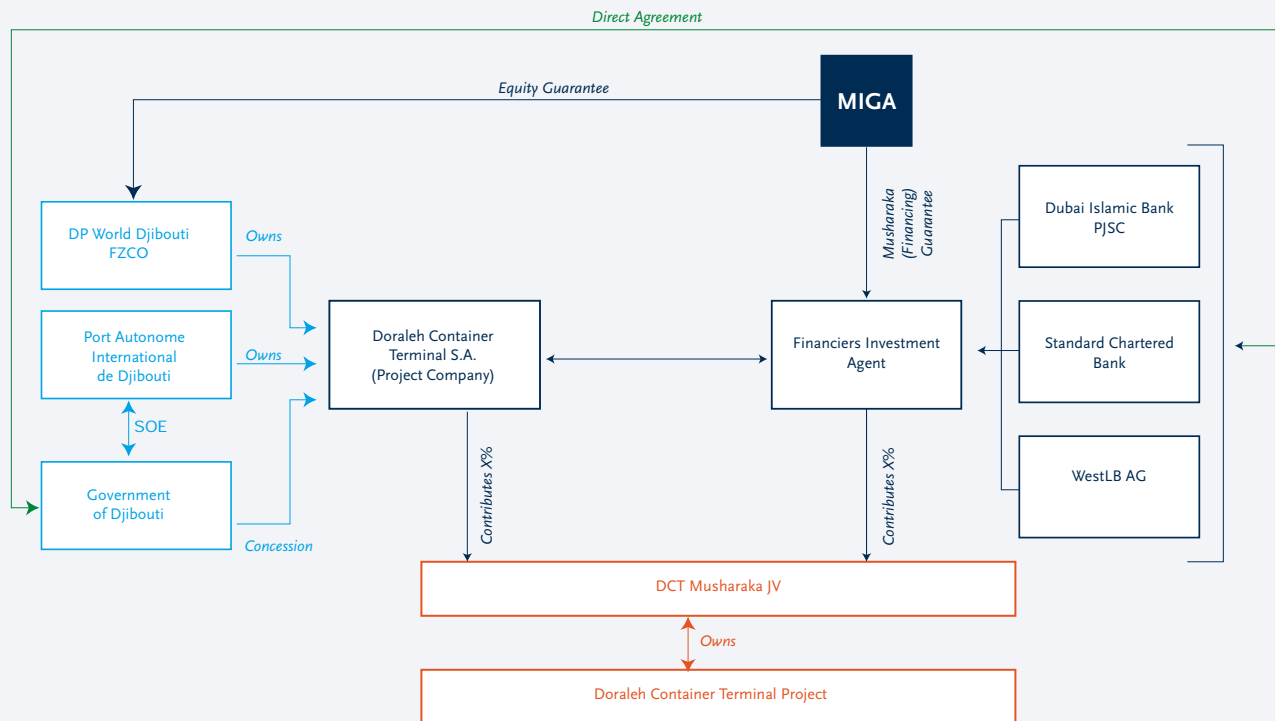 Direct Agreement
MIGA
Equity Guarantee
Musharaka
(Financing)
Guarantee
DP World Djibouti
FZCO
Owns
Port Autonome
International
de Djibouti
Owns
SOE
Government
of Djibouti
Concession
Doraleh Container
Terminal S.A.
(Project Company)
Financiers Investment
Agent
Dubai Islamic Bank
PJSC
Standard Chartered
Bank
WestLB AG
Contributes X%
Contributes X%
DCT Musharaka JV
Owns
Doraleh Container Terminal Project